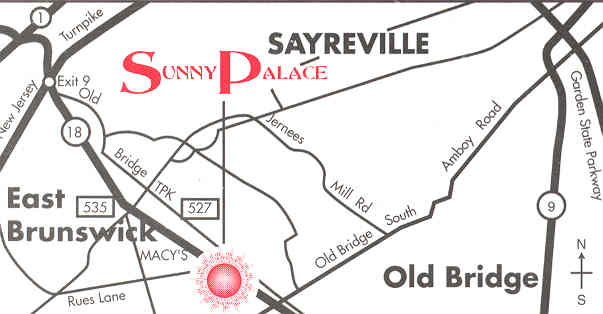 1
Turnpike
SAYREVILLE
SUNNY PALACE
Exit 9
Old
New Jersey
18
Jernees
Garden State Parkway
Amboy Road
Bridge
TPK
Mill Rd
East
Brunswick
535
527
South
9
MACY'S
Old Bridge
Old Bridge
N
S
Rues Lane